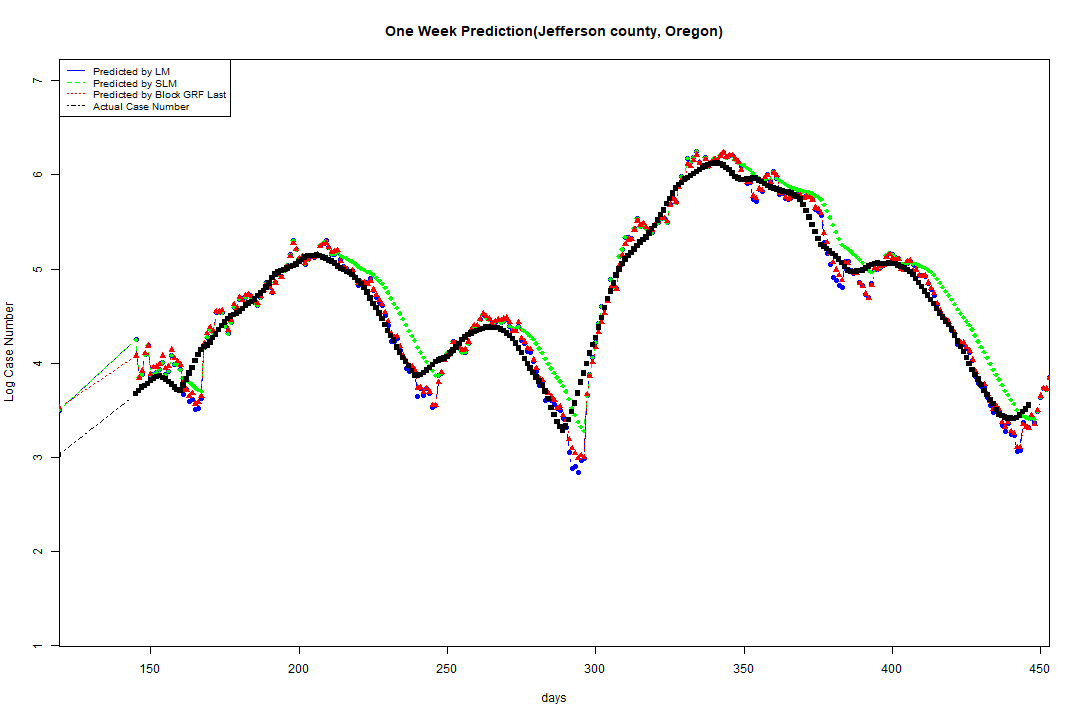 One Week Prediction(Jefferson county, Oregon)
Predicted by LM
Predicted by SLM
Predicted by Block GRF Last
Actual Case Number
Log Case Number
7
6
5
4
3
2
1
150 200 250 300 350 400 450
days